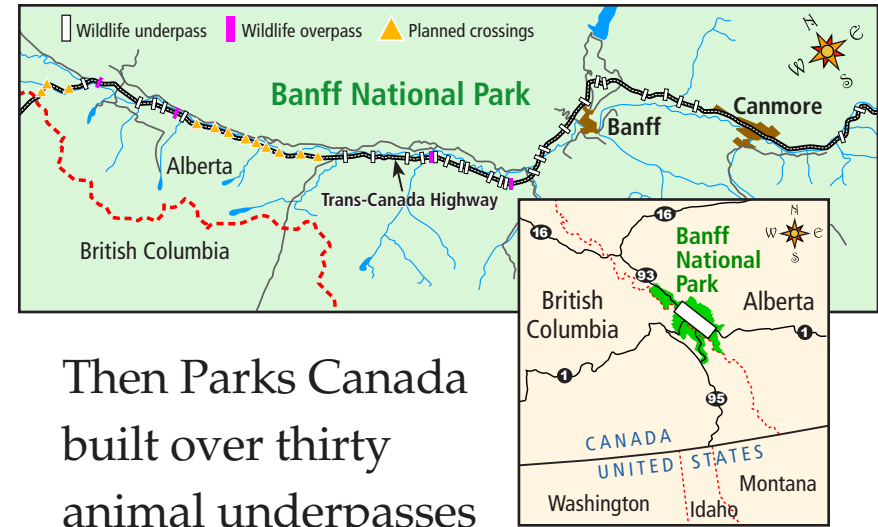 Wildlife underpass Wildlife overpass Planned crossings
N
E
W
S
Banff National Park
Canmore
Banff
Alberta
Trans-Canada Highway
British Columbia
N
W E
S
16
16
Banff
National
Park
93
British
Columbia
Alberta
1
1
95
CANADA
UNITED STATES
Washington
Idaho
Montana
Then Parks Canada
built over thirty
animal underpasses